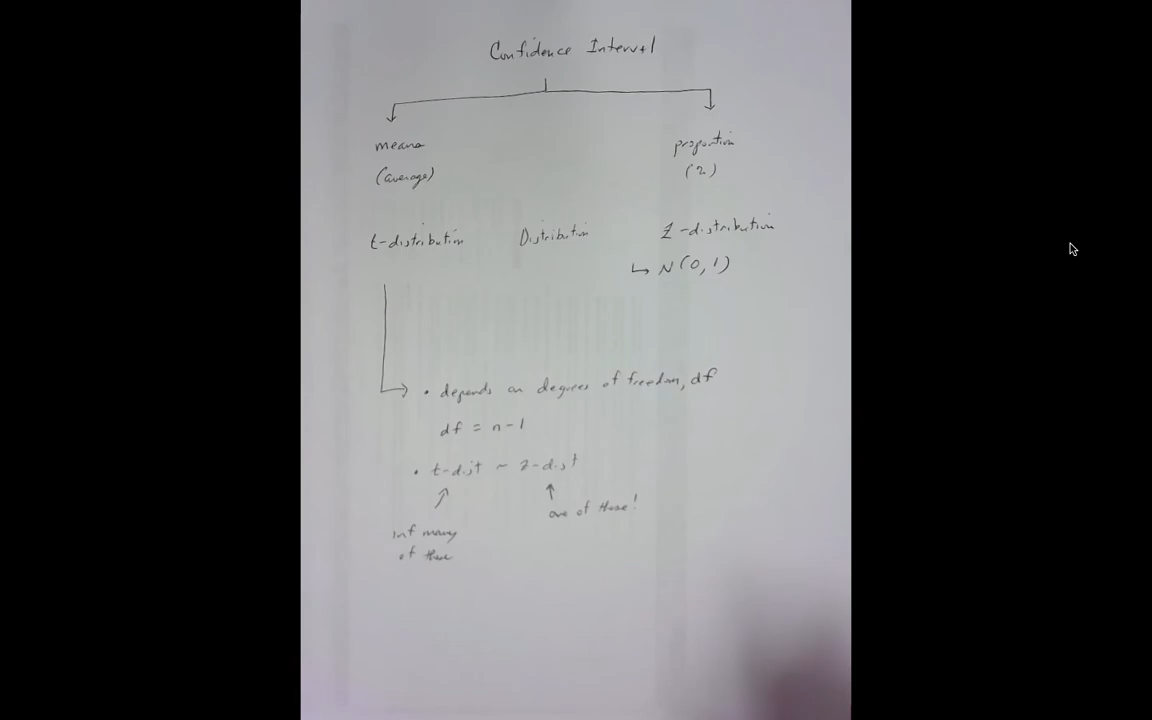 Confidence Interval
means
proportion
(average)
(2)
t-distribution Distribution Z-distribution
↳ N(0, 1)
• depends on degrees of freedom, df
df = n-1
• t-dist ~ z-dist
inf many
of these
one of these!